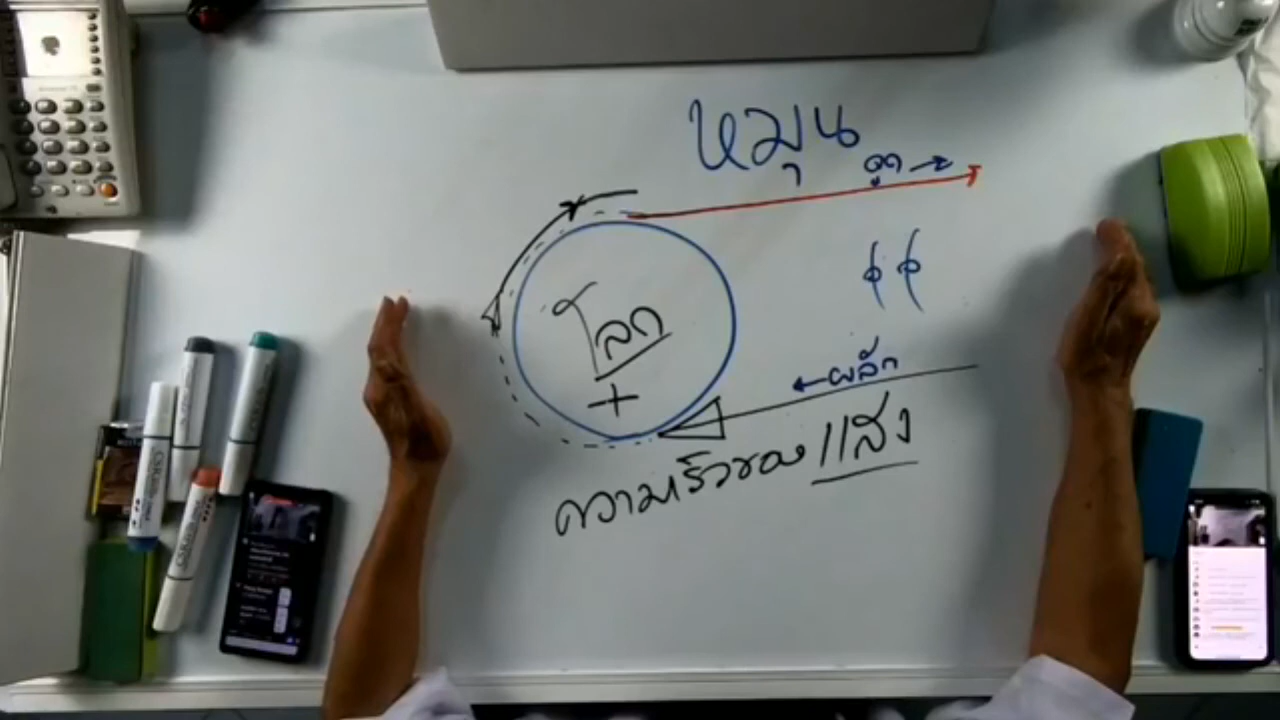 หมุน
ดูด
โลก
+
ผลัก
ความเร็วของแสง